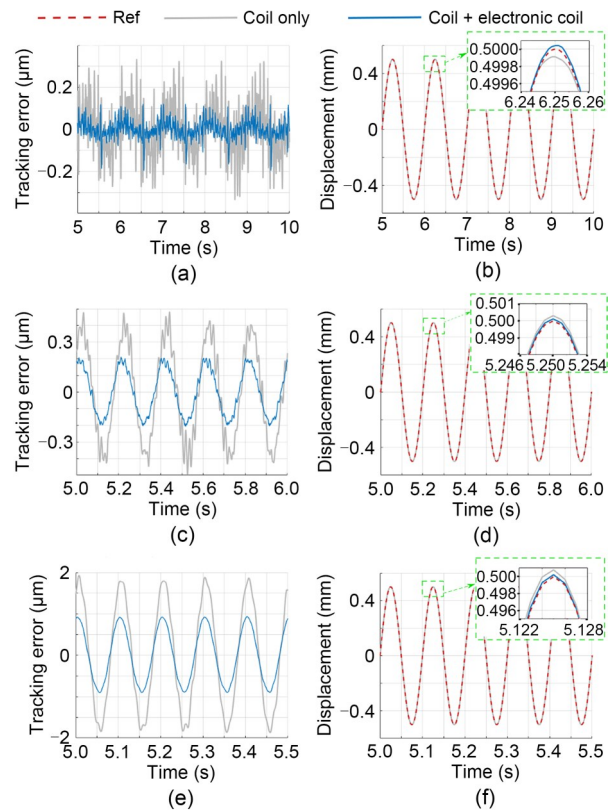 Ref Coil only Coil + electronic coil
Tracking error (μm)
0.4
0.2
0
−0.2
5 6 7 8 9 10
Time (s)
(a)
Displacement (mm)
0.4
0
−0.4
5 6 7 8 9 10
Time (s)
(b)
0.5000
0.4998
0.4996
6.24 6.25 6.26
Tracking error (μm)
0.3
0
−0.3
5.0 5.2 5.4 5.6 5.8 6.0
Time (s)
(c)
Displacement (mm)
0.4
0
−0.4
5.0 5.2 5.4 5.6 5.8 6.0
Time (s)
(d)
0.501
0.500
0.499
5.246 5.250 5.254
Tracking error (μm)
2
0
−2
5.0 5.1 5.2 5.3 5.4 5.5
Time (s)
(e)
Displacement (mm)
0.4
0
−0.4
5.0 5.1 5.2 5.3 5.4 5.5
Time (s)
(f)
0.500
0.498
0.496
5.122 5.128